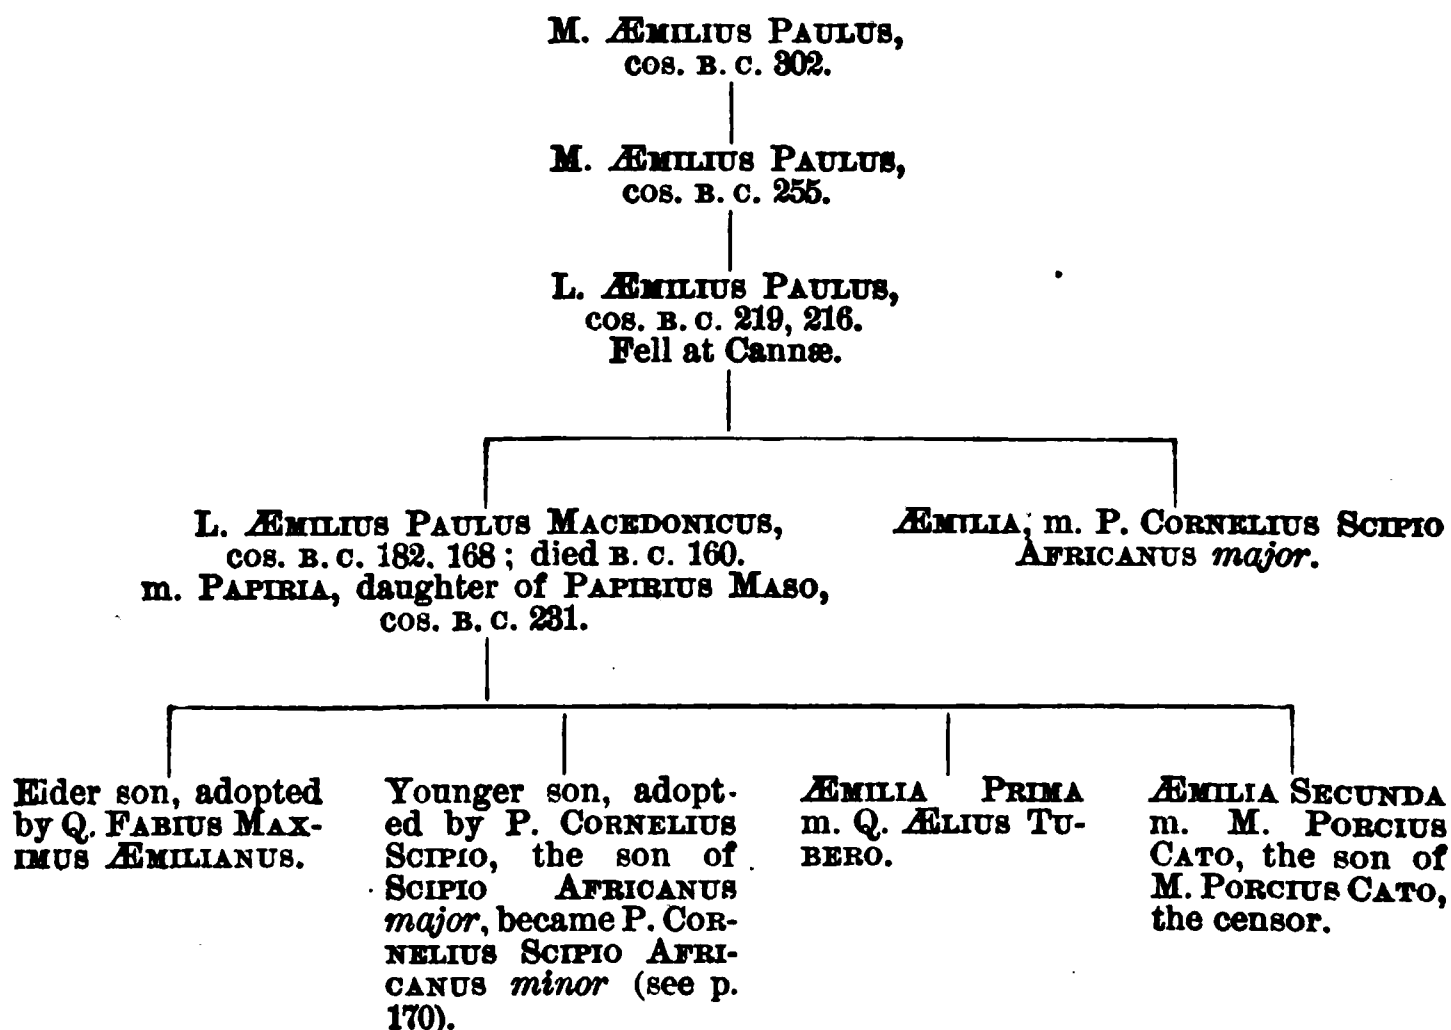 M. ÆMILIUS PAULUS,
COS. B. C. 302.
M. ÆMILIUS PAULUS,
COS. B. C. 255.
L. ÆMILIUS PAULUS,
COS. B. C. 219, 216.
Fell at Cannæ.
L. ÆMILIUS PAULUS MACEDONICUS,
COS. B. C. 182. 168 ; died B. C. 160.
m. PAPIRIA, daughter of PAPIRIUS MASO,
COS. B. C. 231.
ÆMILIA, m. P. CORNELIUS SCIPIO
AFRICANUS major.
Elder son, adopted
by Q. FABIUS MAX-
IMUS ÆMILIANUS.
Younger son, adopt-
ed by P. CORNELIUS
SCIPIO, the son of
SCIPIO AFRICANUS
major, became P. COR-
NELIUS SCIPIO AFRI-
CANUS minor (see p.
170).
ÆMILIA PRIMA
m. Q. ÆLIUS TU-
BERO.
ÆMILIA SECUNDA
m. M. PORCIUS
CATO, the son of
M. PORCIUS CATO,
the censor.